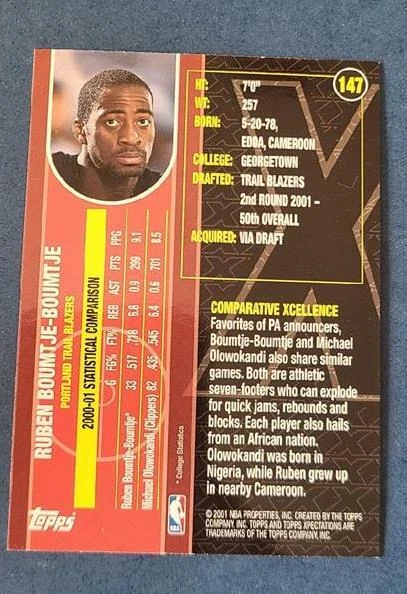 147
HT: 7'0"
WT: 257
BORN: 5-20-78,
EDDA, CAMEROON
COLLEGE: GEORGETOWN
DRAFTED: TRAIL BLAZERS
2nd ROUND 2001 –
50th OVERALL
ACQUIRED: VIA DRAFT
COMPARATIVE XCELLENCE
Favorites of PA announcers,
Boumtje-Boumtje and Michael
Olowokandi also share similar
games. Both are athletic
seven-footers who can explode
for quick jams, rebounds and
blocks. Each player also hails
from an African nation.
Olowokandi was born in
Nigeria, while Ruben grew up
in nearby Cameroon.
© 2001 NBA PROPERTIES, INC. CREATED BY THE TOPPS
COMPANY, INC. TOPPS AND TOPPS XPECTATIONS ARE
TRADEMARKS OF THE TOPPS COMPANY, INC.
RUBEN BOUMTJE-BOUMTJE
PORTLAND TRAIL BLAZERS
2000-01 STATISTICAL COMPARISON
G FG% FT% REB AST PTS PPG
Ruben Boumtje-Boumtje* 33 .517 .718 6.8 0.9 299 9.1
Michael Olowokandi (Clippers) 82 .435 .545 6.4 0.6 701 8.5
* College Statistics
TOPPS
NBA